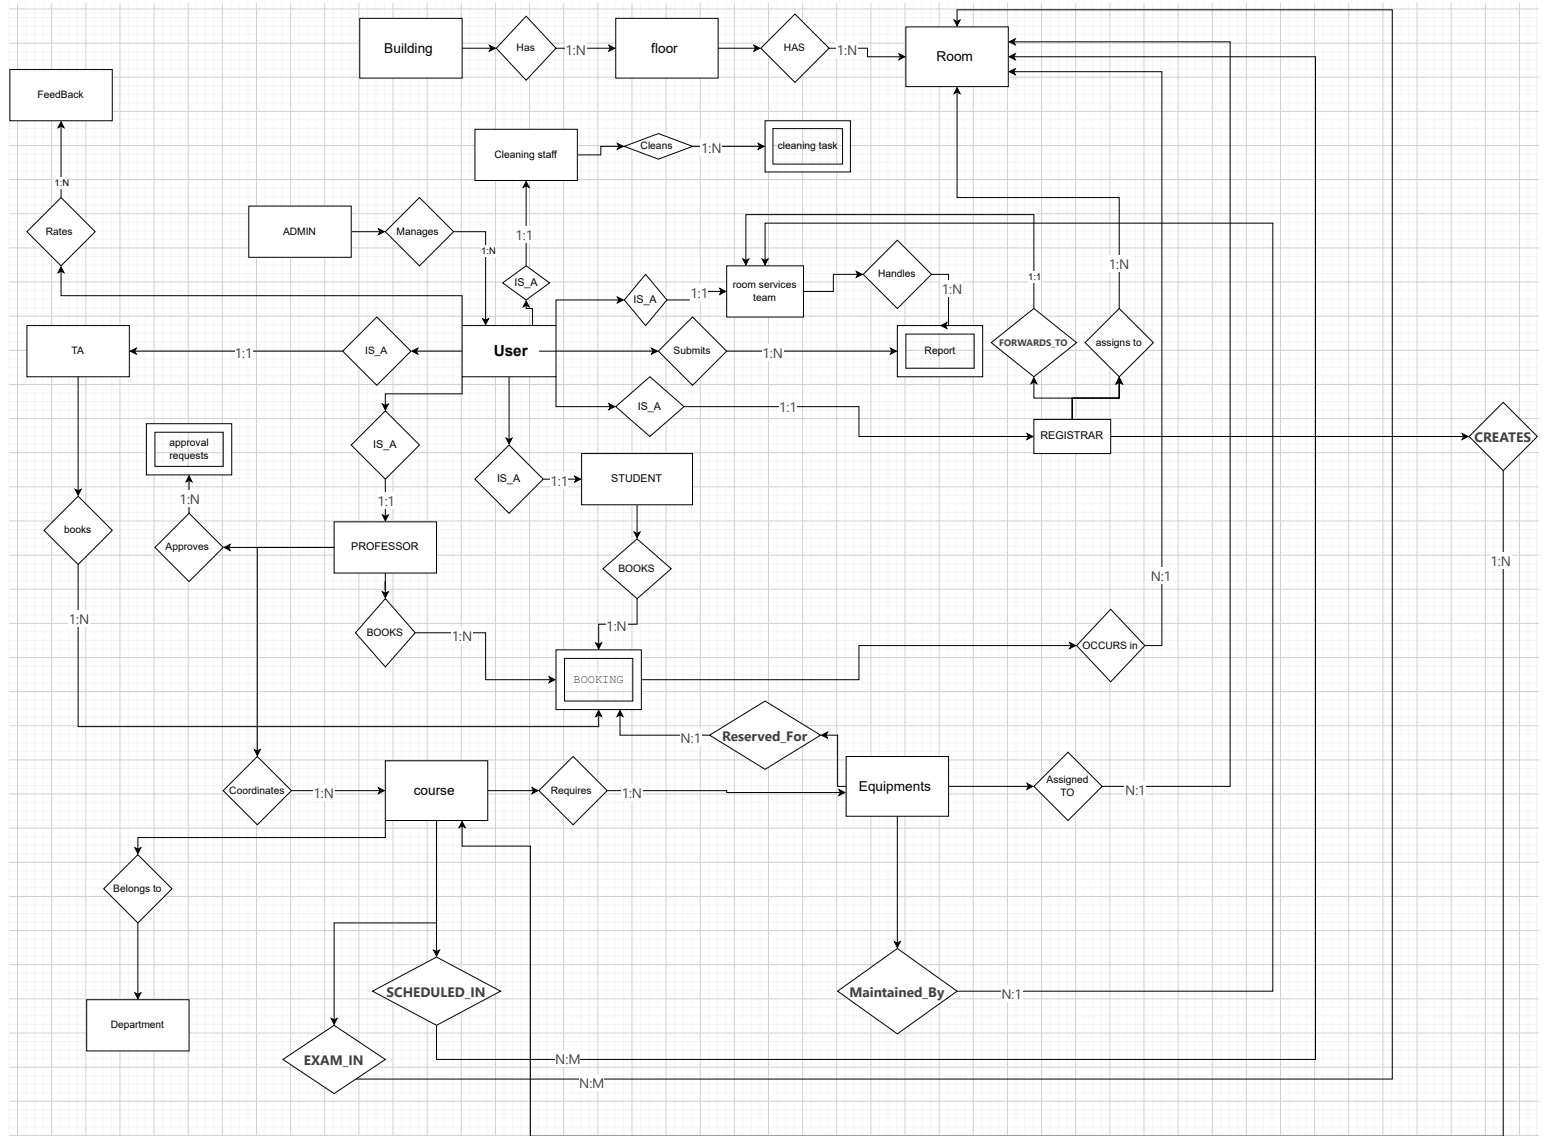 Building
Has
1:N
floor
HAS
1:N
Room
FeedBack
1:N
Rates
Cleaning staff
Cleans
1:N
cleaning task
ADMIN
Manages
1:N
1:1
IS_A
IS_A
1:1
room services
team
Handles
1:N
1:1
1:N
TA
1:1
IS_A
User
Submits
1:N
Report
FORWARDS_TO
assigns to
IS_A
1:1
REGISTRAR
CREATES
approval
requests
1:N
IS_A
1:1
IS_A
1:1
STUDENT
books
Approves
PROFESSOR
BOOKS
N:1
1:N
1:N
BOOKS
1:N
1:N
OCCURS in
BOOKING
N:1
Reserved_For
Coordinates
1:N
course
Requires
1:N
Equipments
Assigned
TO
N:1
Belongs to
SCHEDULED_IN
Maintained_By
N:1
Department
EXAM_IN
N:M
N:M